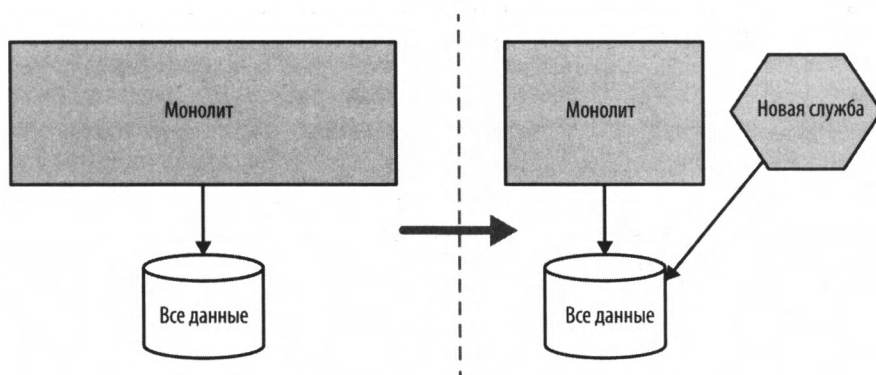 Монолит
Все данные
Монолит
Новая служба
Все данные